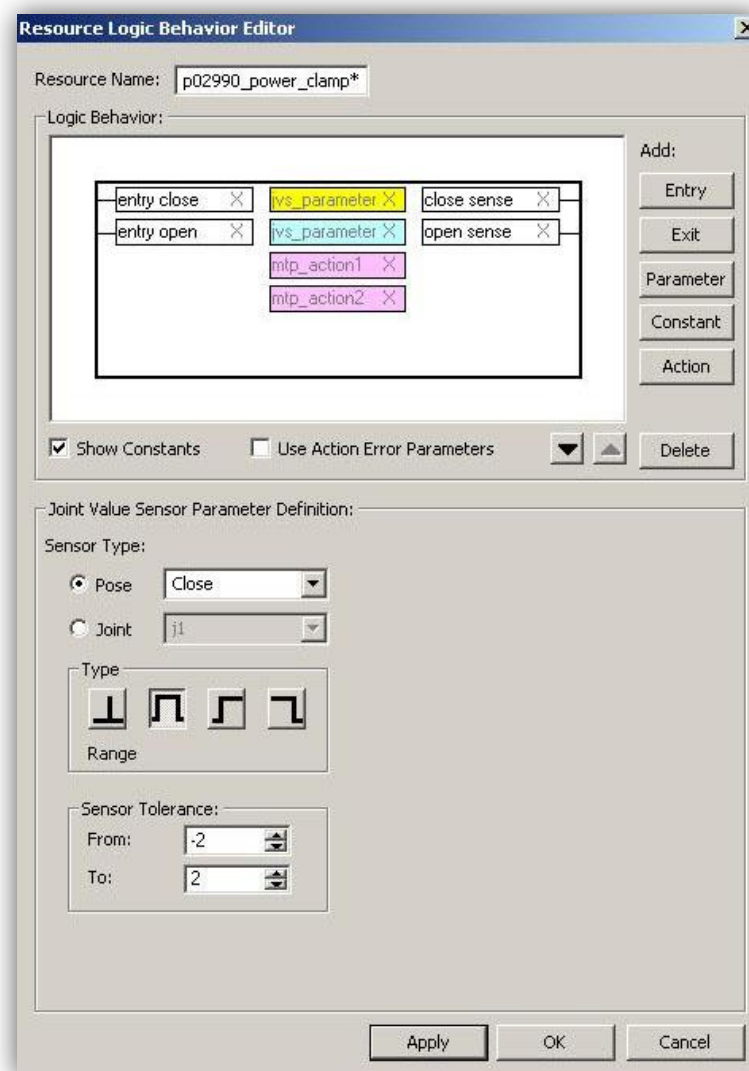 Resource Logic Behavior Editor
Resource Name: p02990_power_clamp*
Logic Behavior:
Add:
entry close X jvs_parameter X close sense X
Entry
entry open X jvs_parameter X open sense X
Exit
mtp_action1 X
Parameter
mtp_action2 X
Constant
Action
Show Constants Use Action Error Parameters Delete
Joint Value Sensor Parameter Definition:
Sensor Type:
Pose Close
Joint j1
Type
Range
Sensor Tolerance:
From: -2
To: 2
Apply OK Cancel